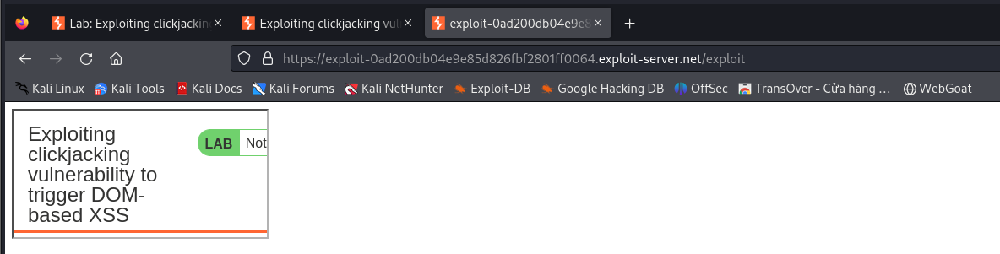 Lab: Exploiting clickjackin
Exploiting clickjacking vul
exploit-0ad200db04e9e8
https://exploit-0ad200db04e9e85d826fbf2801ff0064.exploit-server.net/exploit
Kali Linux Kali Tools Kali Docs Kali Forums Kali NetHunter Exploit-DB Google Hacking DB OffSec TransOver - Cửa hàng ... WebGoat
Exploiting
clickjacking
vulnerability to
trigger DOM-
based XSS
LAB Not